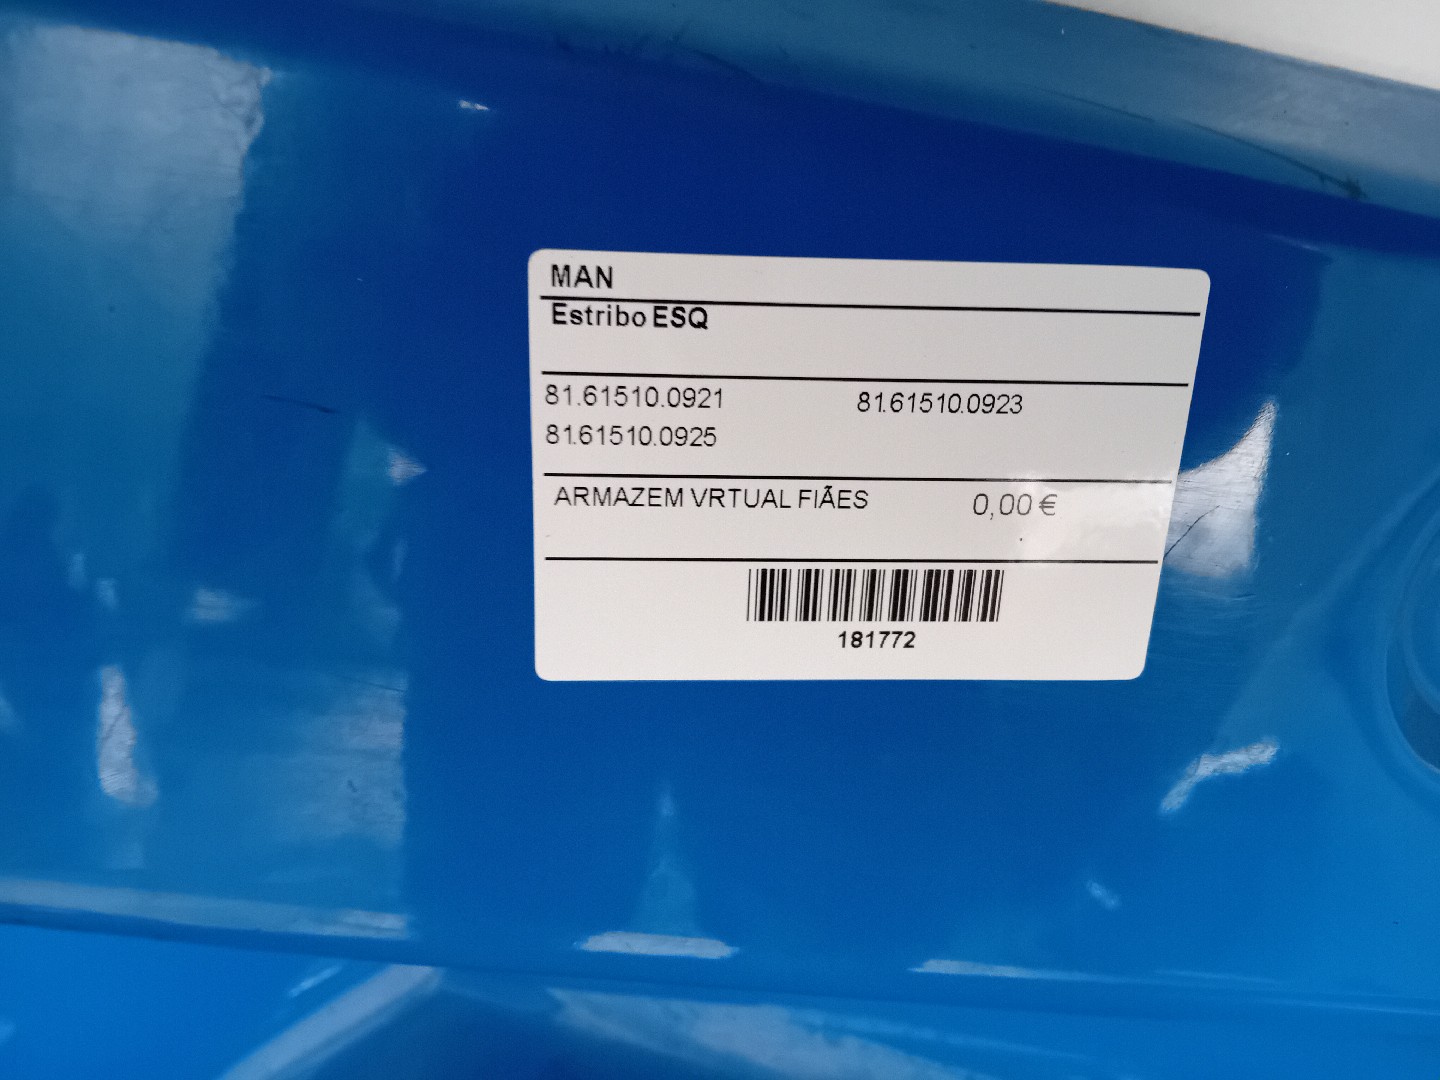 MAN
Estribo ESQ
81.61510.0921 81.61510.0923
81.61510.0925
ARMAZEM VRTUAL FIÃES 0,00 €
181772